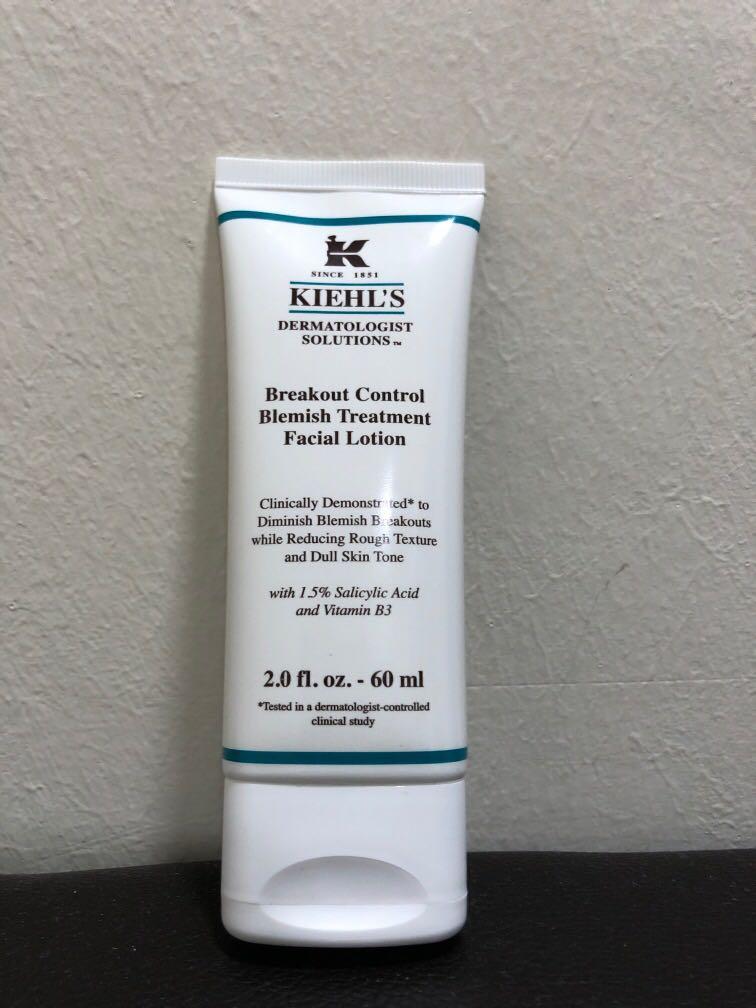 K
SINCE 1851
KIEHL'S
DERMATOLOGIST
SOLUTIONS™
Breakout Control
Blemish Treatment
Facial Lotion
Clinically Demonstrated* to
Diminish Blemish Breakouts
while Reducing Rough Texture
and Dull Skin Tone
with 1.5% Salicylic Acid
and Vitamin B3
2.0 fl. oz. - 60 ml
*Tested in a dermatologist-controlled
clinical study